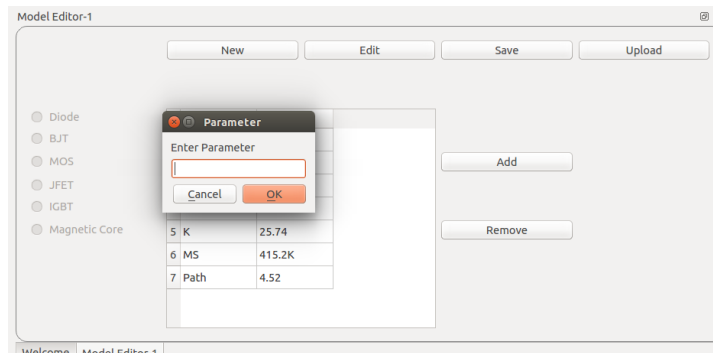 Model Editor-1
New Edit Save Upload
Diode
BJT
MOS
JFET
IGBT
Magnetic Core
Parameter
Enter Parameter
Cancel OK
Add
Remove
5 K 25.74
6 MS 415.2K
7 Path 4.52
Welcome Model Editor-1